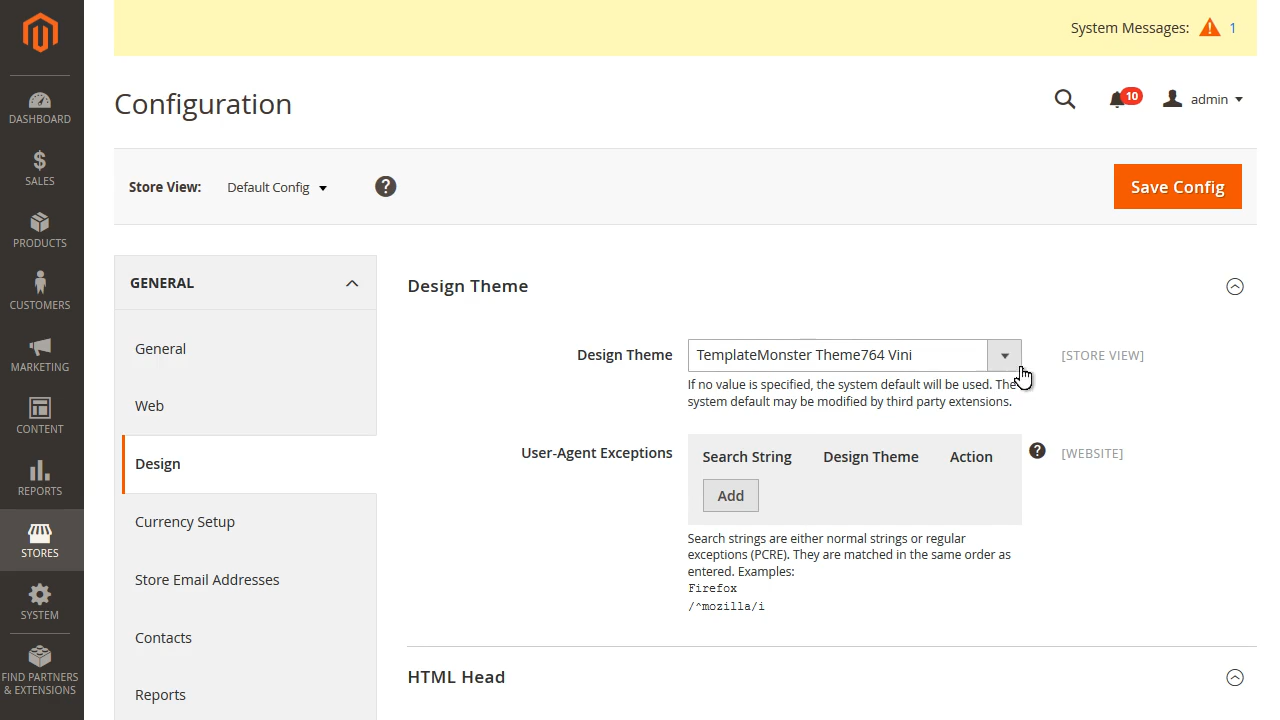 System Messages: 1
Configuration
10
admin
Store View: Default Config ?
Save Config
DASHBOARD
SALES
PRODUCTS
CUSTOMERS
MARKETING
CONTENT
REPORTS
STORES
SYSTEM
FIND PARTNERS
& EXTENSIONS
GENERAL
General
Web
Design
Currency Setup
Store Email Addresses
Contacts
Reports
Design Theme
Design Theme TemplateMonster Theme764 Vini [STORE VIEW]
If no value is specified, the system default will be used. The
system default may be modified by third party extensions.
User-Agent Exceptions Search String Design Theme Action ? [WEBSITE]
Add
Search strings are either normal strings or regular
exceptions (PCRE). They are matched in the same order as
entered. Examples:
Firefox
/^mozilla/i
HTML Head